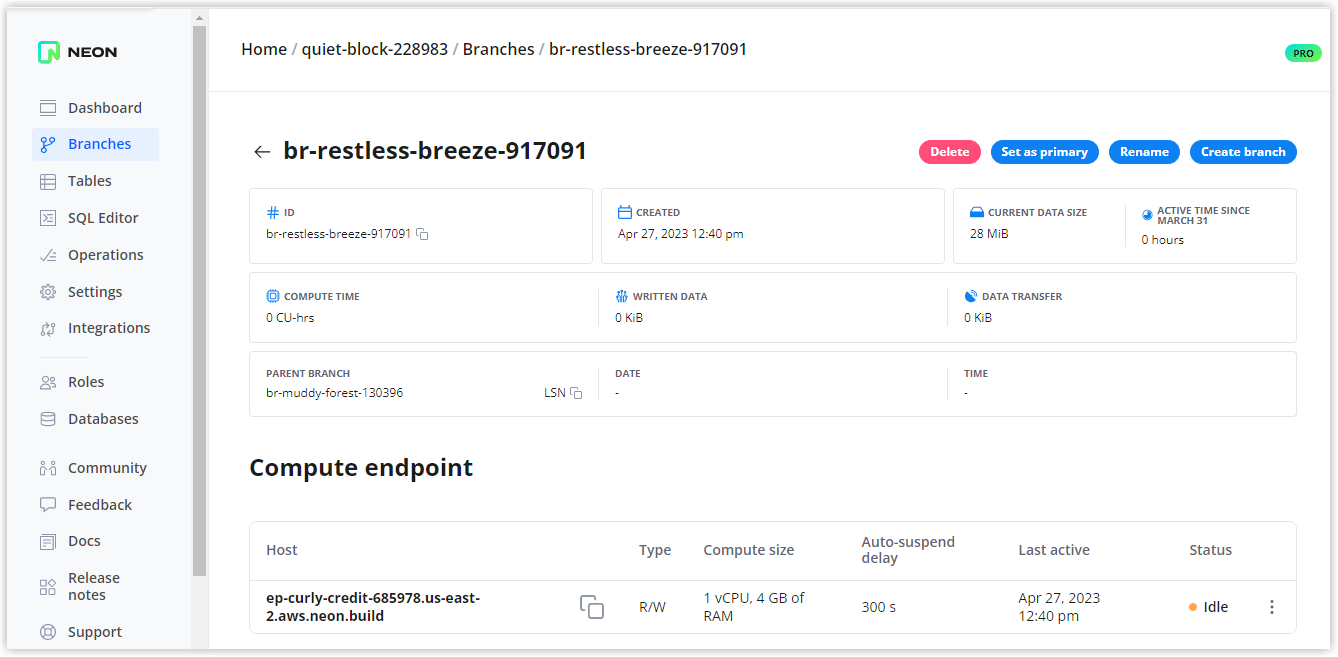 NEON
Dashboard
Branches
Tables
SQL Editor
Operations
Settings
Integrations
Roles
Databases
Community
Feedback
Docs
Release
notes
Support
Home / quiet-block-228983 / Branches / br-restless-breeze-917091
PRO
← br-restless-breeze-917091
Delete
Set as primary
Rename
Create branch
ID
br-restless-breeze-917091
CREATED
Apr 27, 2023 12:40 pm
CURRENT DATA SIZE
28 MiB
ACTIVE TIME SINCE
MARCH 31
0 hours
COMPUTE TIME
0 CU-hrs
WRITTEN DATA
0 KiB
DATA TRANSFER
0 KiB
PARENT BRANCH
br-muddy-forest-130396
LSN
DATE
-
TIME
-
Compute endpoint
Host
Type
Compute size
Auto-suspend
delay
Last active
Status
ep-curly-credit-685978.us-east-
2.aws.neon.build
R/W
1 vCPU, 4 GB of
RAM
300 s
Apr 27, 2023
12:40 pm
Idle